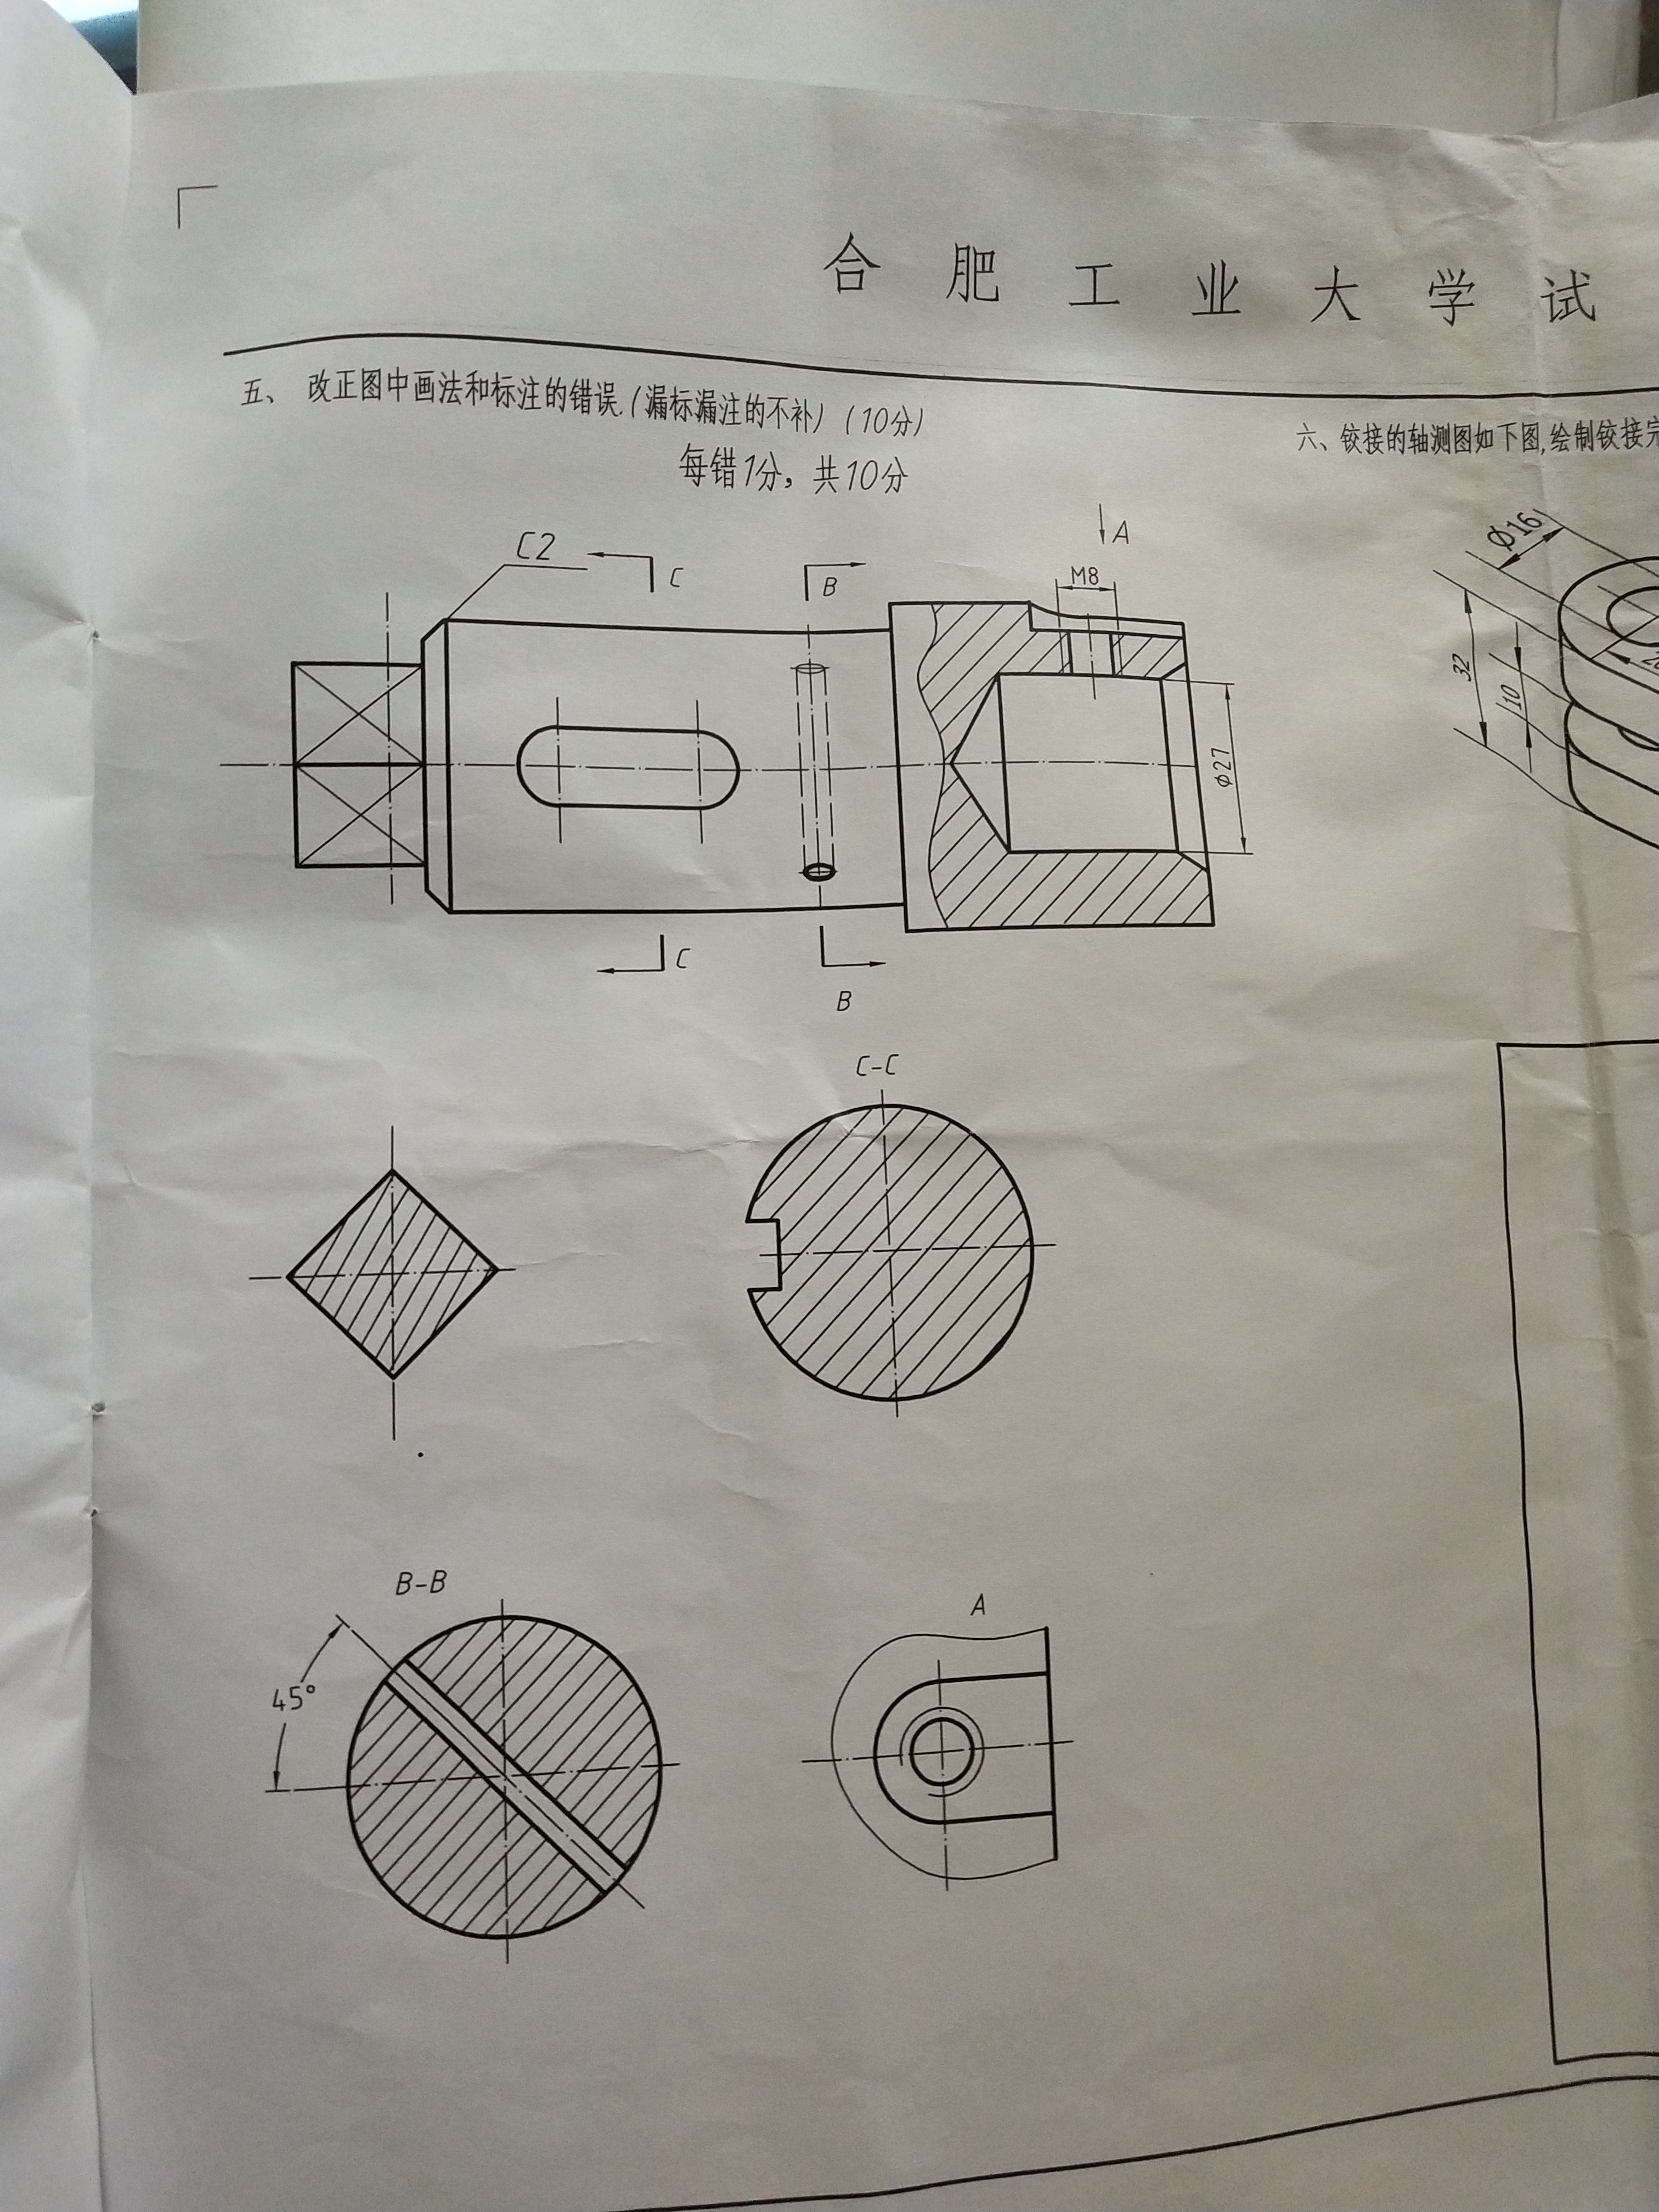 合肥工业大学试
五、 改正图中画法和标注的错误.(漏标漏注的不补)(10分)
每错1分,共10分
六、铰接的轴测图如下图,绘制铰接完
C2
C
B
A
M8
φ27
C
B
Ø16
32
10
C-C
B-B
45°
A